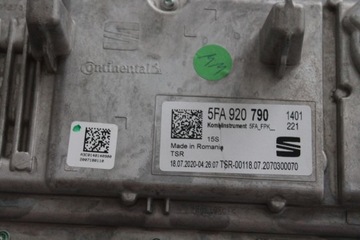 Continental
5FA 920 790 1401
Kombiinstrument 5FA_FPK_ 221
15S
Made in Romania
TSR
18.07.2020-04:26:07 TSR-00118.07.2070300070